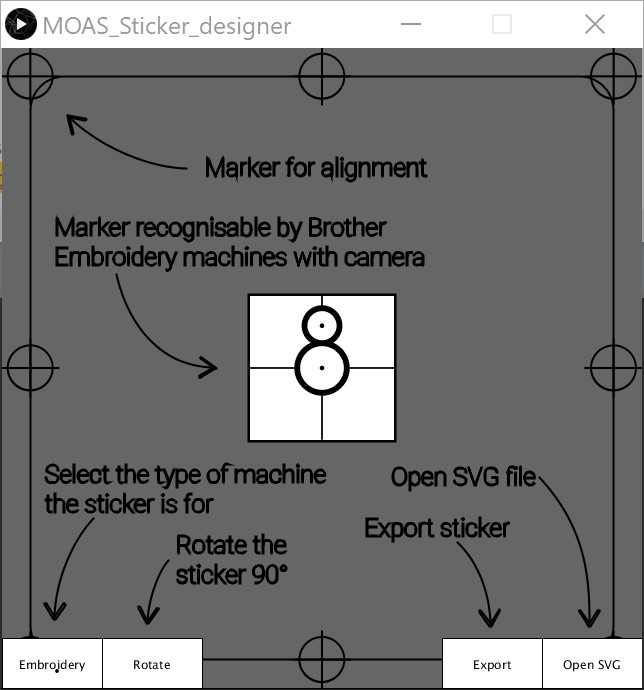 MOAS_Sticker_designer
Marker for alignment
Marker recognisable by Brother
Embroidery machines with camera
8
Select the type of machine
the sticker is for
Open SVG file
Export sticker
Rotate the
sticker 90°
Embroidery
Rotate
Export
Open SVG